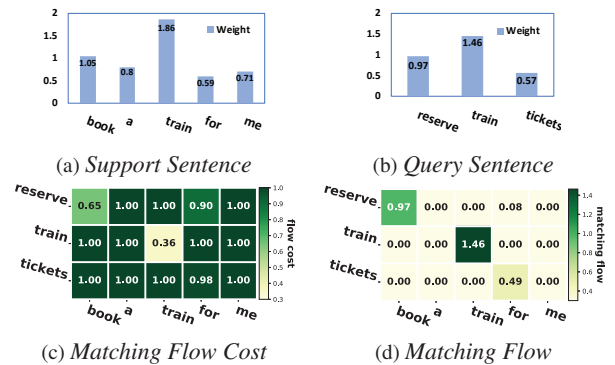 2
1.5
1
0.5
0
1.05
0.8
1.86
0.59
0.71
Weight
book a train for me
(a) Support Sentence
2
1.5
1
0.5
0
0.97
1.46
0.57
Weight
reserve train tickets
(b) Query Sentence
reserve 0.65 1.00 1.00 0.90 1.00
train 1.00 1.00 0.36 1.00 1.00
tickets 1.00 1.00 1.00 0.98 1.00
book a train for me
1.0
0.9
0.8
0.7
0.6
0.5
0.4
0.3
flow cost
(c) Matching Flow Cost
reserve 0.97 0.00 0.00 0.08 0.00
train 0.00 0.00 1.46 0.00 0.00
tickets 0.00 0.00 0.00 0.49 0.00
book a train for me
1.2
1.0
0.8
0.6
0.4
matching flow
(d) Matching Flow